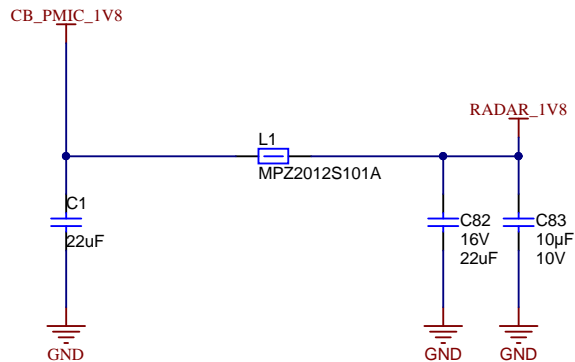 CB_PMIC_1V8
RADAR_1V8
L1
MPZ2012S101A
C1
22uF
C82
16V
22uF
C83
10µF
10V
GND
GND
GND